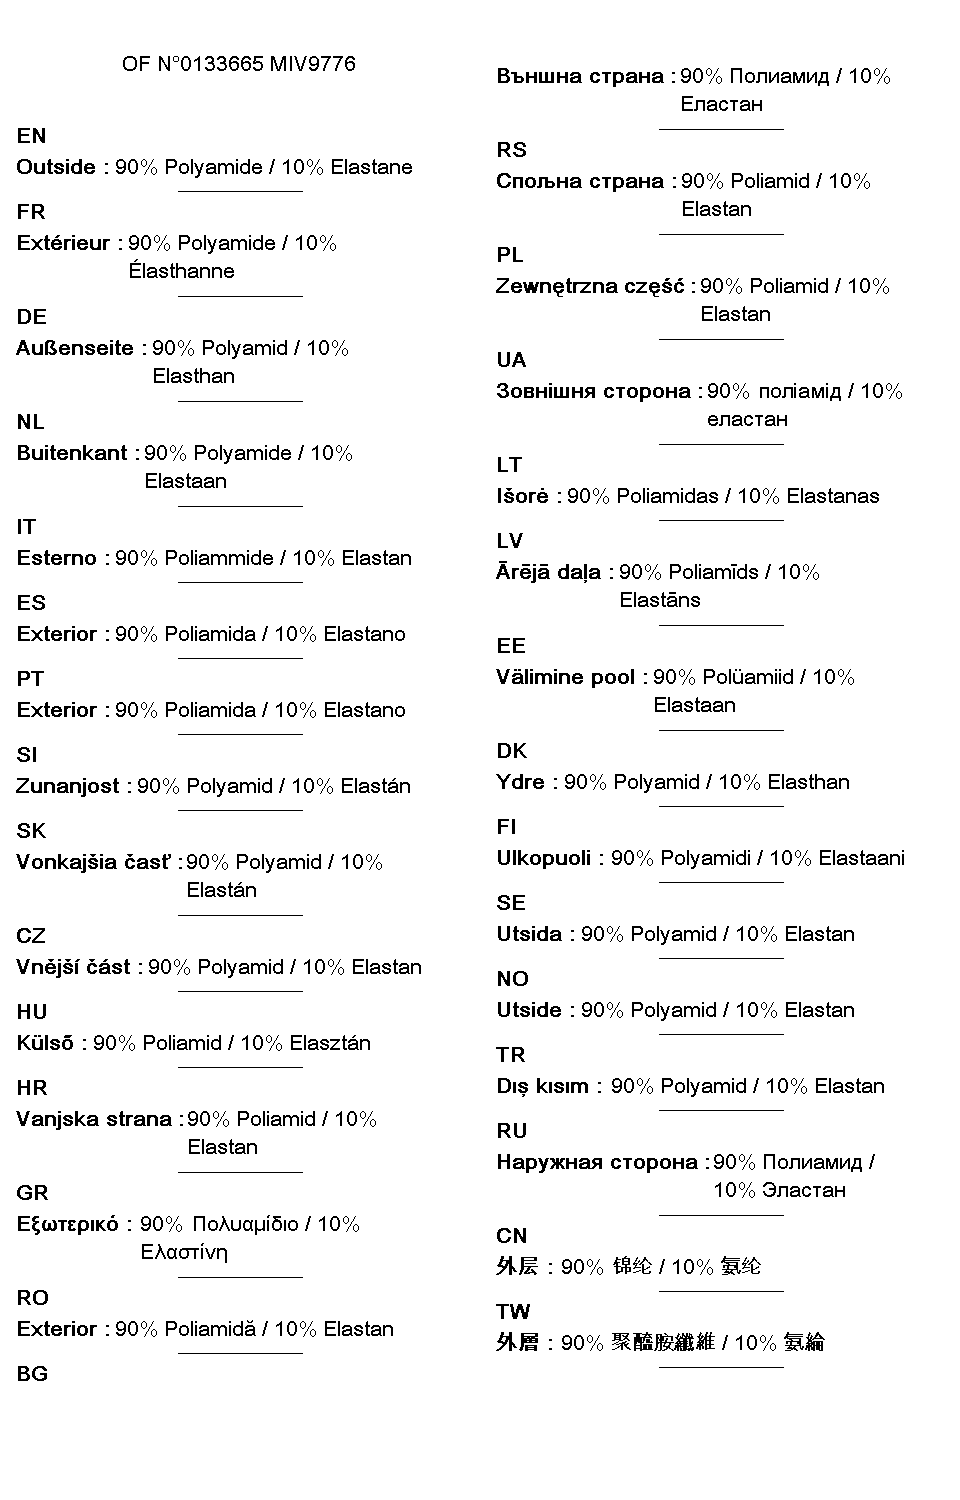 OF N°0133665 MIV9776
EN
Outside : 90% Polyamide / 10% Elastane
FR
Extérieur : 90% Polyamide / 10%
Élasthanne
DE
Außenseite : 90% Polyamid / 10%
Elasthan
NL
Buitenkant : 90% Polyamide / 10%
Elastaan
IT
Esterno : 90% Poliammide / 10% Elastan
ES
Exterior : 90% Poliamida / 10% Elastano
PT
Exterior : 90% Poliamida / 10% Elastano
SI
Zunanjost : 90% Polyamid / 10% Elastán
SK
Vonkajšia časť : 90% Polyamid / 10%
Elastán
CZ
Vnější část : 90% Polyamid / 10% Elastan
HU
Külső : 90% Poliamid / 10% Elasztán
HR
Vanjska strana : 90% Poliamid / 10%
Elastan
GR
Εξωτερικό : 90% Πολυαμίδιο / 10%
Ελαστίνη
RO
Exterior : 90% Poliamidă / 10% Elastan
BG
Външна страна : 90% Полиамид / 10%
Еластан
RS
Спољна страна : 90% Poliamid / 10%
Elastan
PL
Zewnętrzna część : 90% Poliamid / 10%
Elastan
UA
Зовнішня сторона : 90% поліамід / 10%
еластан
LT
Išorė : 90% Poliamidas / 10% Elastanas
LV
Ārējā daļa : 90% Poliamīds / 10%
Elastāns
EE
Välimine pool : 90% Polüamiid / 10%
Elastaan
DK
Ydre : 90% Polyamid / 10% Elasthan
FI
Ulkopuoli : 90% Polyamidi / 10% Elastaani
SE
Utsida : 90% Polyamid / 10% Elastan
NO
Utside : 90% Polyamid / 10% Elastan
TR
Dış kısım : 90% Polyamid / 10% Elastan
RU
Наружная сторона : 90% Полиамид /
10% Эластан
CN
外层 : 90% 锦纶 / 10% 氨纶
TW
外層 : 90% 聚醯胺纖維 / 10% 氨綸